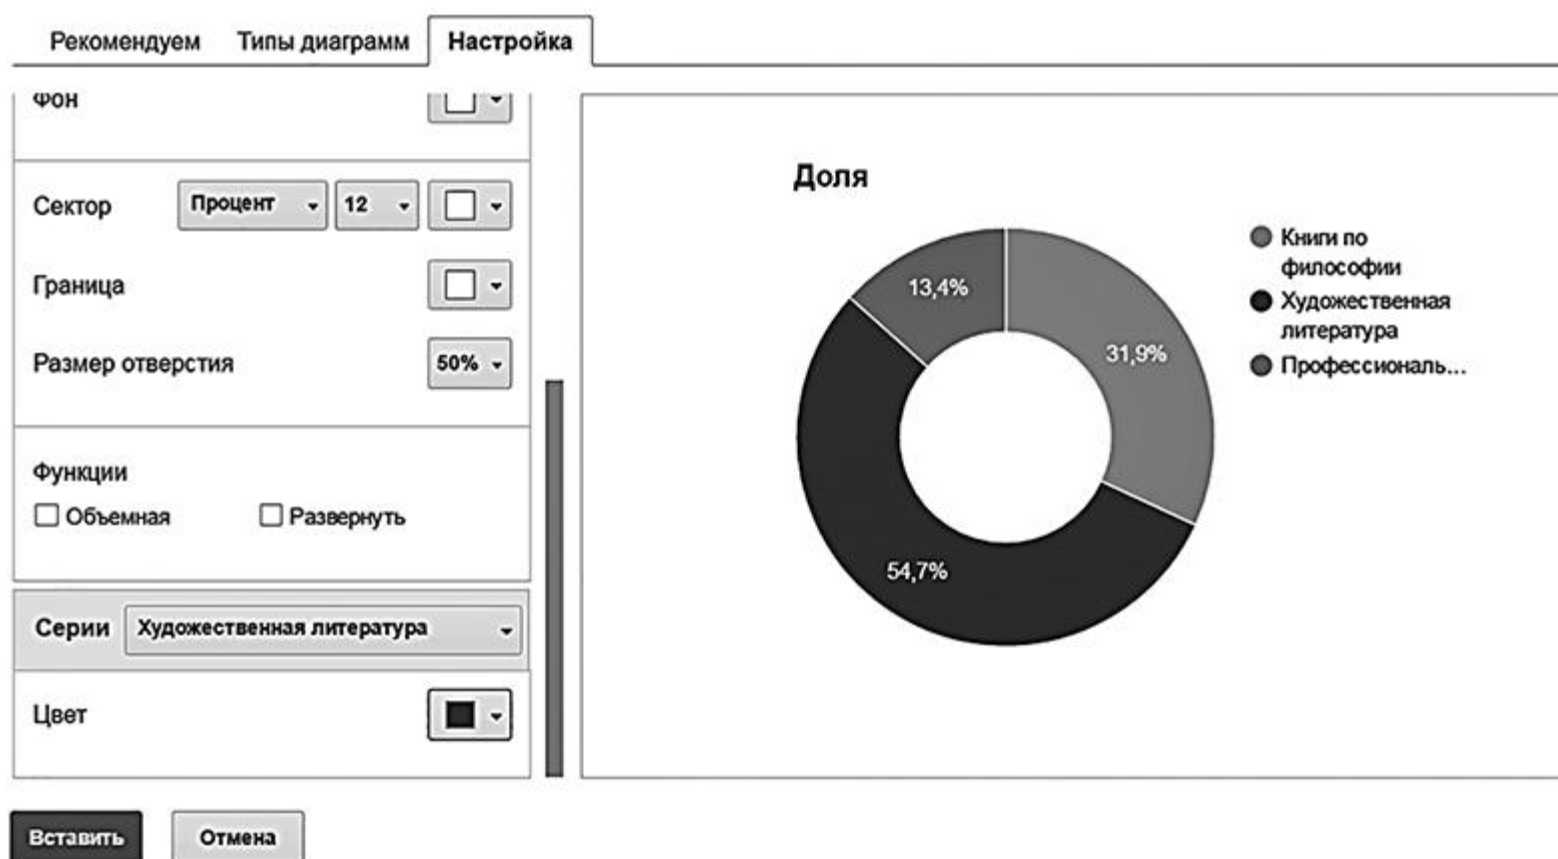 Рекомендуем Типы диаграмм Настройка
Фон
Сектор Процент 12
Граница
Размер отверстия 50%
Функции
Объемная Развернуть
Серии Художественная литература
Цвет
Вставить Отмена
Доля
13,4%
31,9%
54,7%
Книги по
философии
Художественная
литература
Профессиональ...